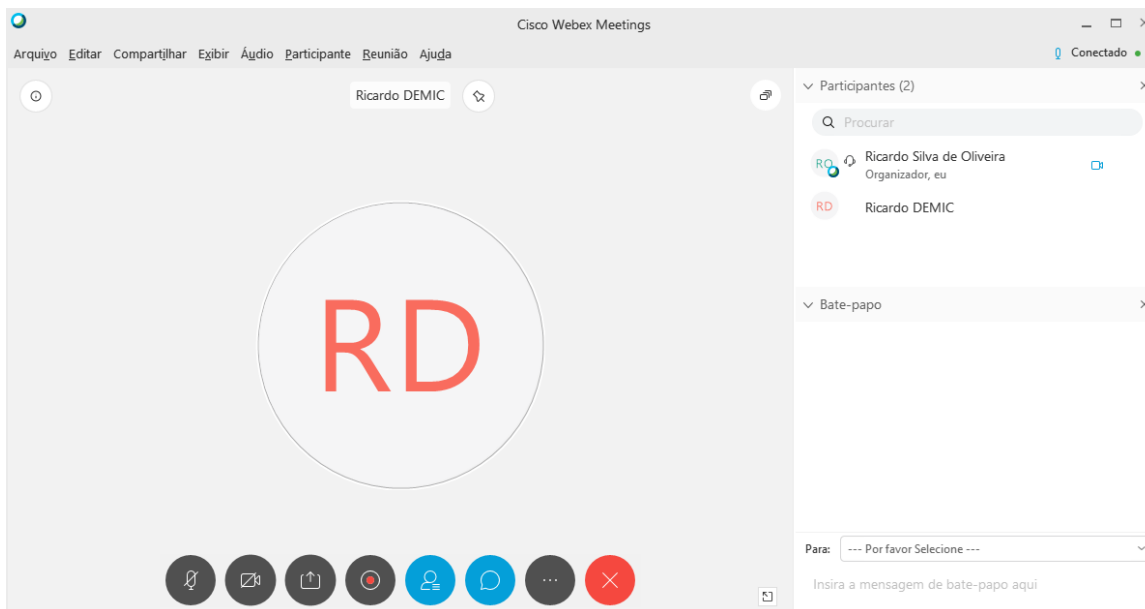 Cisco Webex Meetings
Arquivo Editar Compartilhar Exibir Áudio Participante Reunião Ajuda
Conectado
Ricardo DEMIC
RD
Participantes (2)
Procurar
RO Ricardo Silva de Oliveira
Organizador, eu
RD Ricardo DEMIC
Bate-papo
Para: --- Por favor Selecione ---
Insira a mensagem de bate-papo aqui